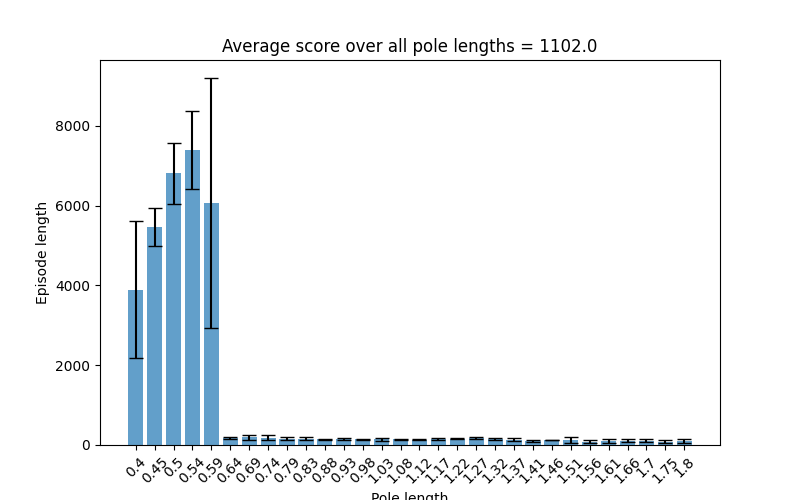 Average score over all pole lengths = 1102.0
8000
6000
4000
2000
0
Episode length
0.4 0.45 0.5 0.54 0.59 0.64 0.69 0.74 0.79 0.83 0.88 0.93 0.98 1.03 1.08 1.12 1.17 1.22 1.27 1.32 1.37 1.41 1.46 1.51 1.56 1.61 1.66 1.7 1.75 1.8
Pole length